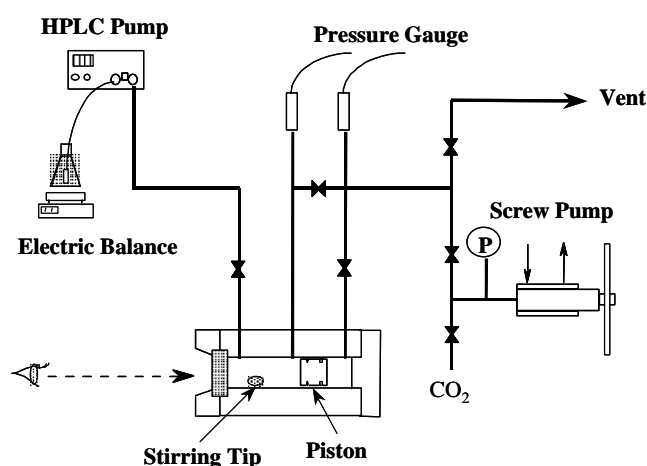 HPLC Pump
Pressure Gauge
Vent
Screw Pump
P
Electric Balance
CO₂
Stirring Tip
Piston